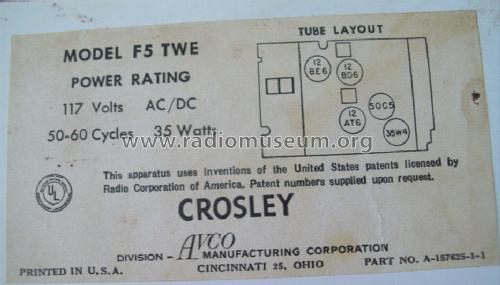 MODEL F5 TWE
POWER RATING
117 Volts AC/DC
50-60 Cycles 35 Watts
TUBE LAYOUT
12
BE6
12
BD6
12
AT6
50C5
35W4
www.radiomuseum.org
UL
This apparatus uses inventions of the United States patents licensed by
Radio Corporation of America. Patent numbers supplied upon request.
CROSLEY
DIVISION - AVCO MANUFACTURING CORPORATION
CINCINNATI 25, OHIO
PRINTED IN U.S.A.
PART NO. A-157625-1-1